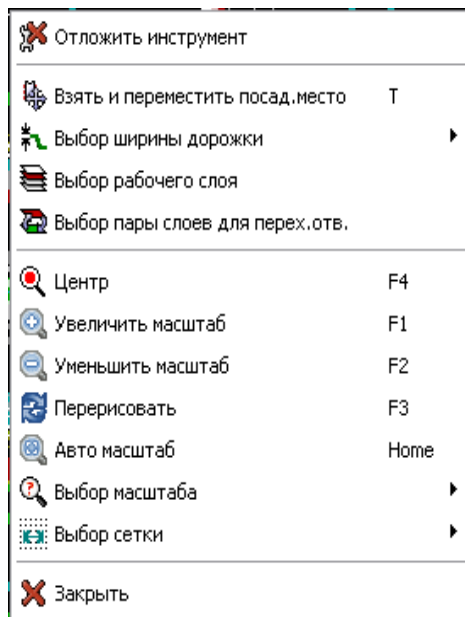 Отложить инструмент
Взять и переместить посад.место T
Выбор ширины дорожки
Выбор рабочего слоя
Выбор пары слоев для перех.отв.
Центр F4
Увеличить масштаб F1
Уменьшить масштаб F2
Перерисовать F3
Авто масштаб Home
Выбор масштаба
Выбор сетки
Закрыть